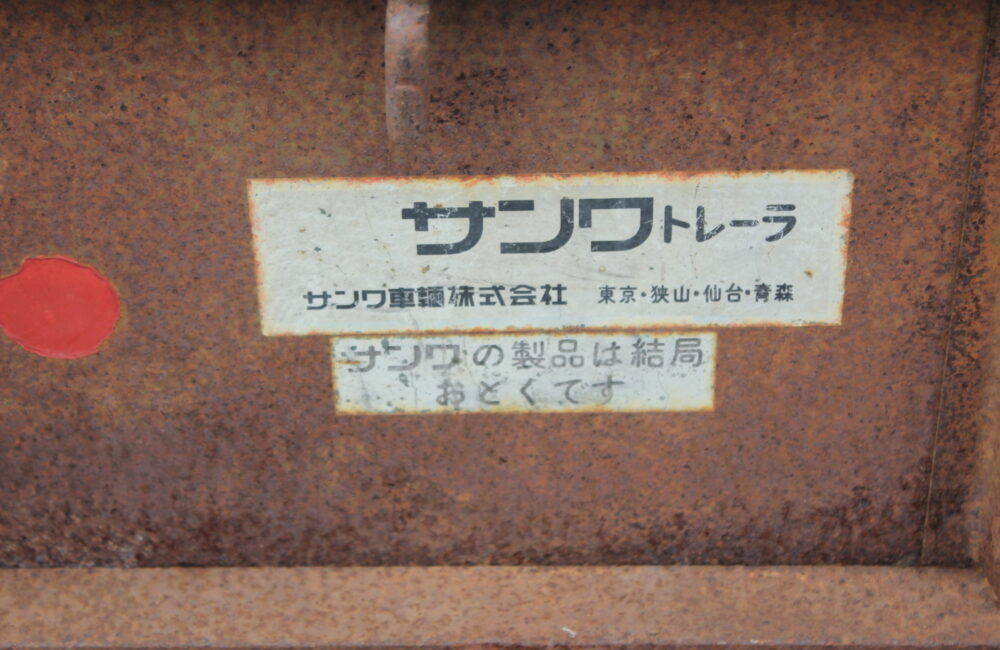 サンワトレーラ
サンワ車輛株式会社 東京・狭山・仙台・青森
サンワの製品は結局
おとくです